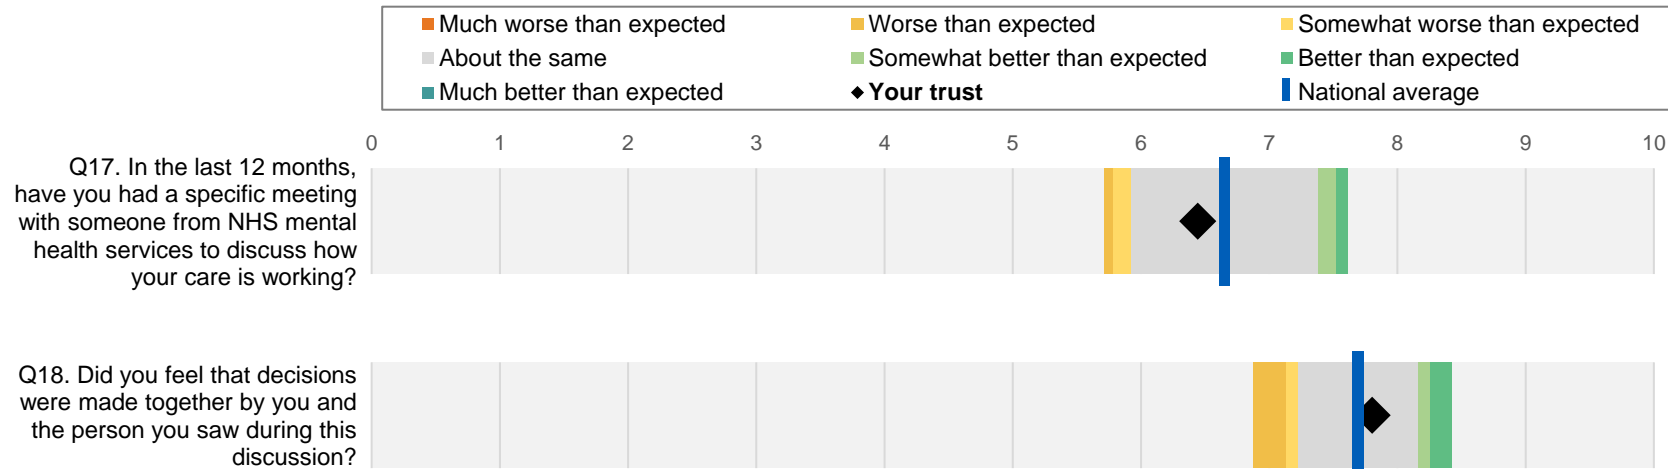 Much worse than expected
Worse than expected
Somewhat worse than expected
About the same
Somewhat better than expected
Better than expected
Much better than expected
Your trust
National average
0 1 2 3 4 5 6 7 8 9 10
Q17. In the last 12 months,
have you had a specific meeting
with someone from NHS mental
health services to discuss how
your care is working?
Q18. Did you feel that decisions
were made together by you and
the person you saw during this
discussion?